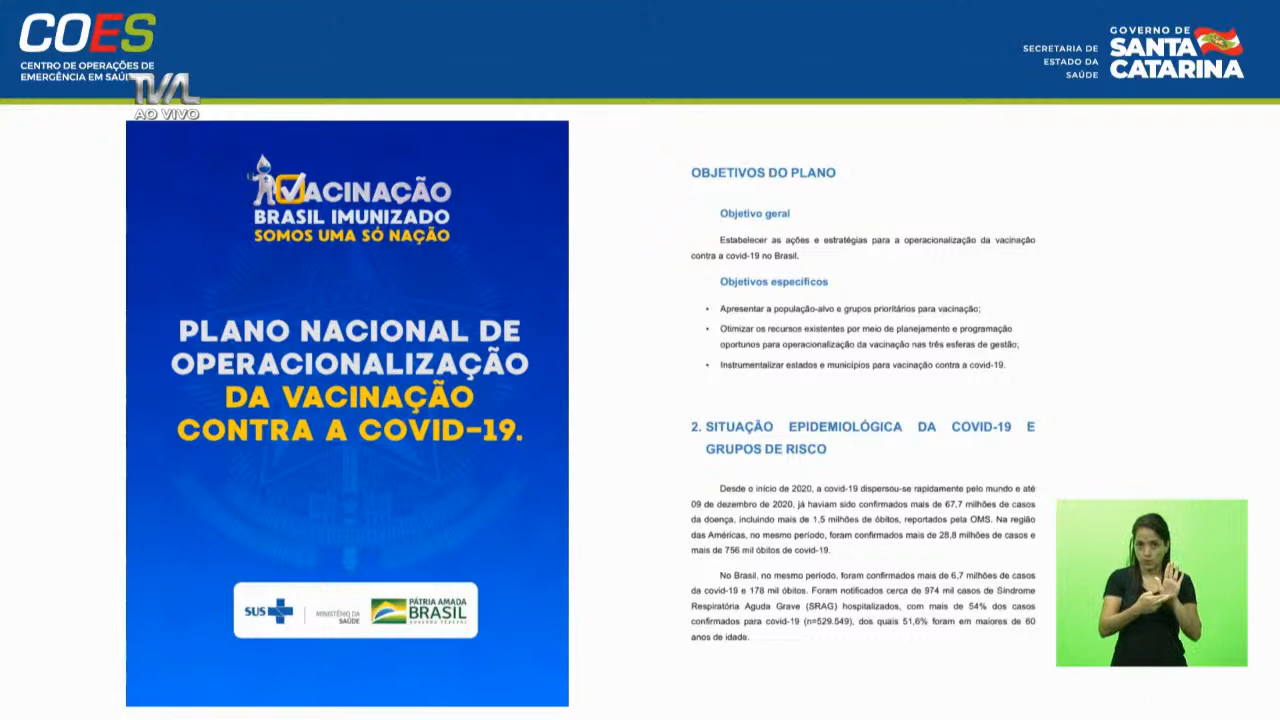 COES
CENTRO DE OPERAÇÕES DE
EMERGÊNCIA EM SAÚDE
TVAL
AO VIVO
SECRETARIA DE
ESTADO DA
SAÚDE
GOVERNO DE
SANTA
CATARINA
VACINAÇÃO
BRASIL IMUNIZADO
SOMOS UMA SÓ NAÇÃO
PLANO NACIONAL DE
OPERACIONALIZAÇÃO
DA VACINAÇÃO
CONTRA A COVID-19.
SUS
MINISTÉRIO DA
SAÚDE
PÁTRIA AMADA
BRASIL
GOVERNO FEDERAL
OBJETIVOS DO PLANO
Objetivo geral
Estabelecer as ações e estratégias para a operacionalização da vacinação
contra a covid-19 no Brasil.
Objetivos específicos
• Apresentar a população-alvo e grupos prioritários para vacinação;
• Otimizar os recursos existentes por meio de planejamento e programação
oportunos para operacionalização da vacinação nas três esferas de gestão;
• Instrumentalizar estados e municípios para vacinação contra a covid-19.
2. SITUAÇÃO EPIDEMIOLÓGICA DA COVID-19 E
GRUPOS DE RISCO
Desde o início de 2020, a covid-19 dispersou-se rapidamente pelo mundo e até
09 de dezembro de 2020, já haviam sido confirmados mais de 67,7 milhões de casos
da doença, incluindo mais de 1,5 milhões de óbitos, reportados pela OMS. Na região
das Américas, no mesmo período, foram confirmados mais de 28,8 milhões de casos e
mais de 756 mil óbitos de covid-19.
No Brasil, no mesmo período, foram confirmados mais de 6,7 milhões de casos
da covid-19 e 178 mil óbitos. Foram notificados cerca de 974 mil casos de Síndrome
Respiratória Aguda Grave (SRAG) hospitalizados, com mais de 54% dos casos
confirmados para covid-19 (n=529.549), dos quais 51,6% foram em maiores de 60
anos de idade.